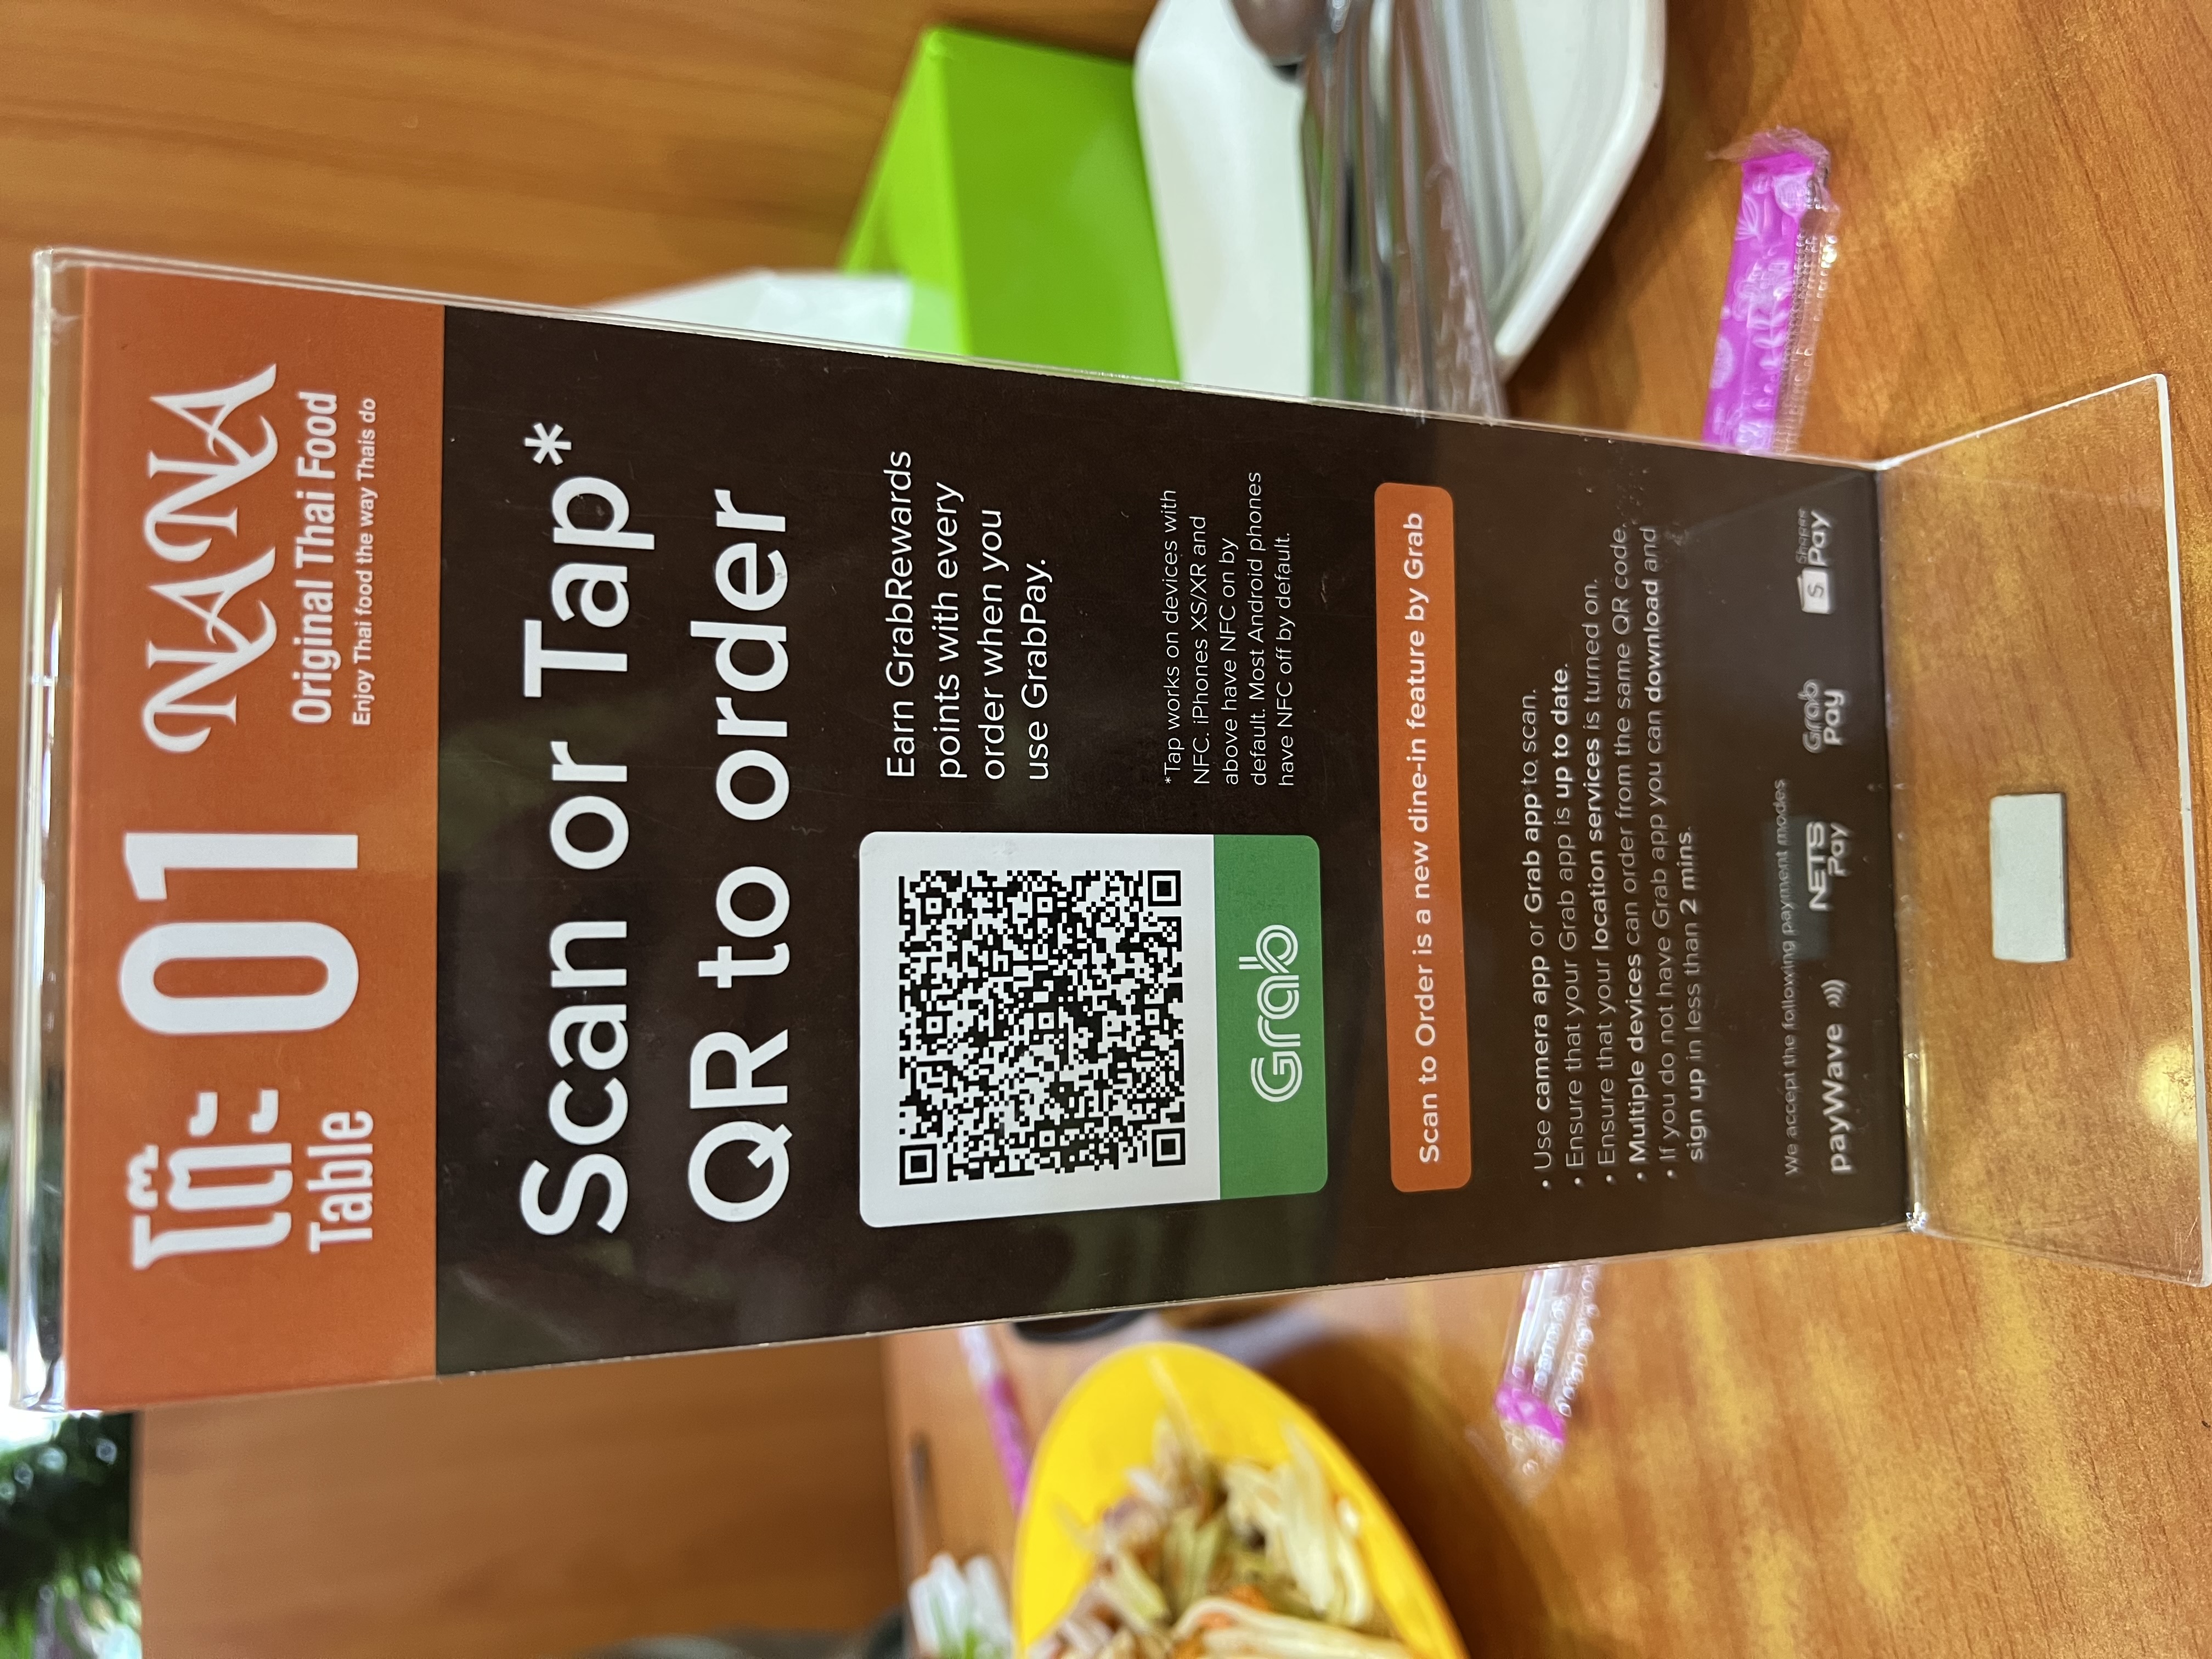 โต๊ะ 01
Table
NANA
Original Thai Food
Enjoy Thai food the way Thais do
Scan or Tap*
QR to order
Earn GrabRewards
points with every
order when you
use GrabPay.
*Tap works on devices with
NFC. iPhones XS/XR and
above have NFC on by
default. Most Android phones
have NFC off by default.
Grab
Scan to Order is a new dine-in feature by Grab
• Use camera app or Grab app to scan.
• Ensure that your Grab app is up to date.
• Ensure that your location services is turned on.
• Multiple devices can order from the same QR code.
• If you do not have Grab app you can download and
sign up in less than 2 mins.
We accept the following payment modes
payWave
NETS
Pay
Grab
Pay
S
Shopee
Pay